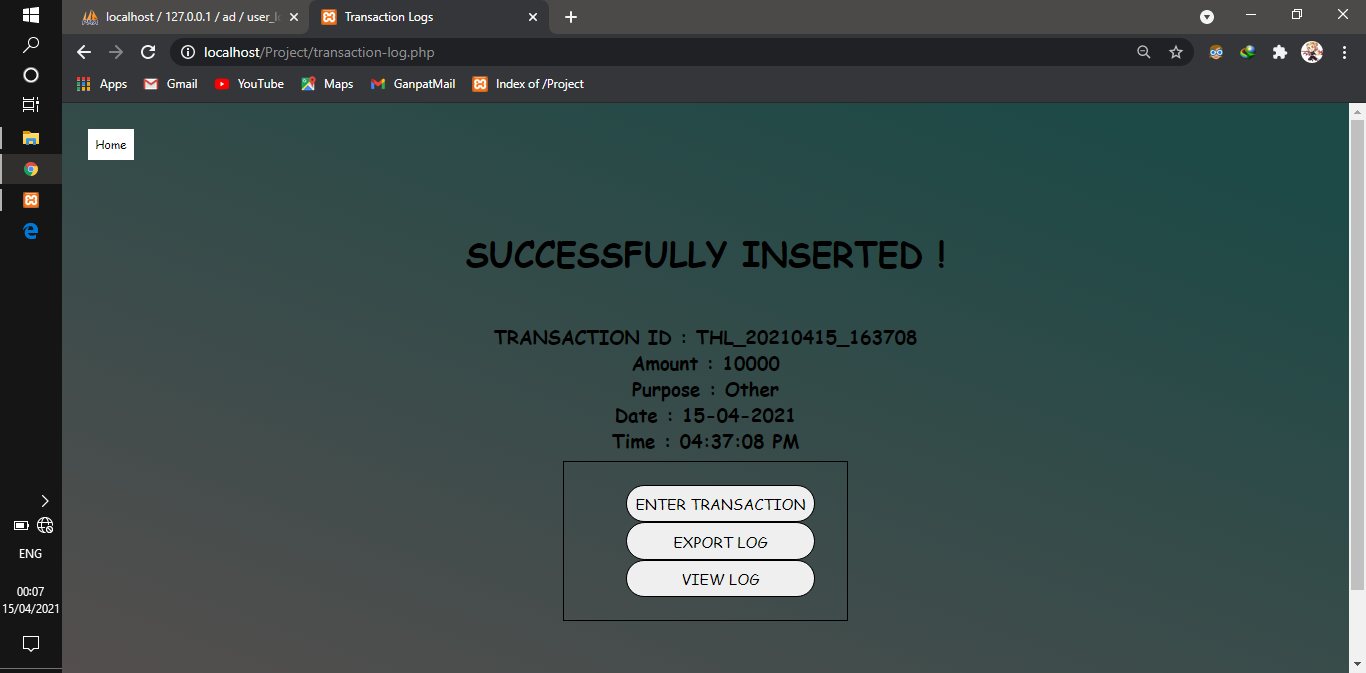 localhost / 127.0.0.1 / ad / user_l
Transaction Logs
localhost/Project/transaction-log.php
Apps
Gmail
YouTube
Maps
GanpatMail
Index of /Project
Home
SUCCESSFULLY INSERTED !
TRANSACTION ID : THL_20210415_163708
Amount : 10000
Purpose : Other
Date : 15-04-2021
Time : 04:37:08 PM
ENTER TRANSACTION
EXPORT LOG
VIEW LOG
ENG
00:07
15/04/2021